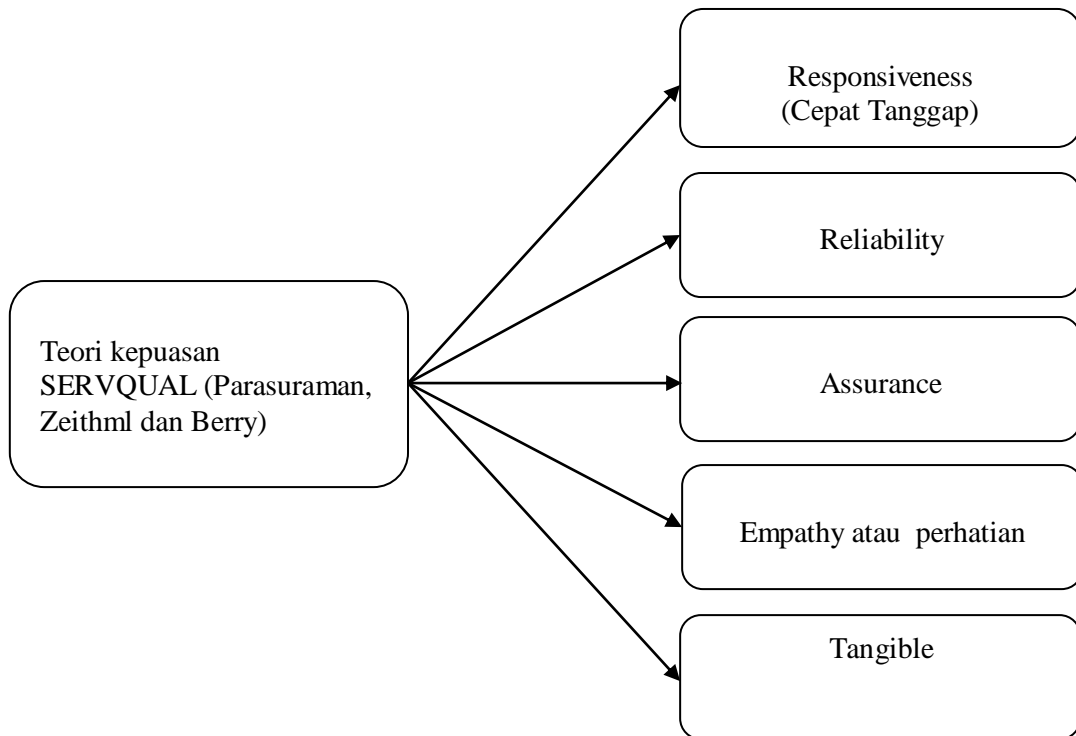 Teori kepuasan
SERVQUAL (Parasuraman,
Zeithml dan Berry)
Responsiveness
(Cepat Tanggap)
Reliability
Assurance
Empathy atau perhatian
Tangible